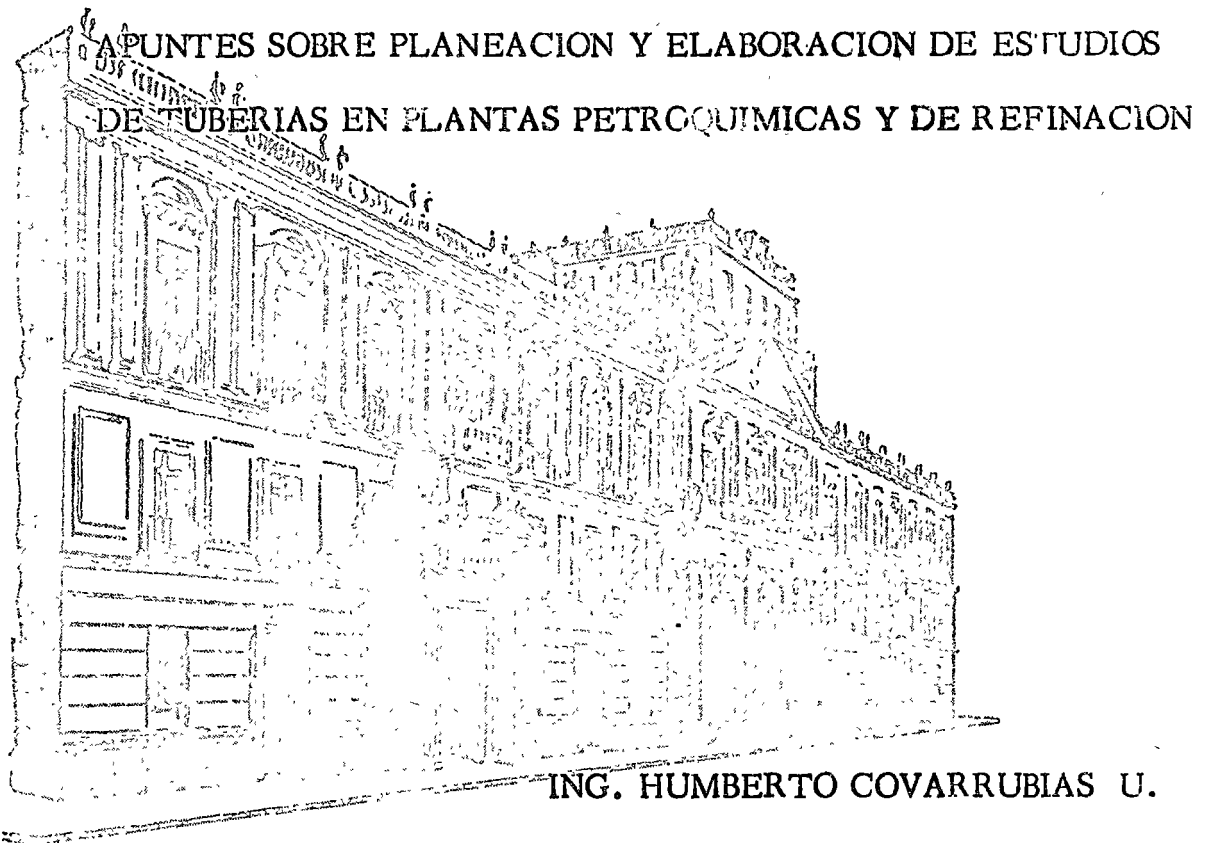 APUNTES SOBRE PLANEACION Y ELABORACION DE ESTUDIOS
DE TUBERIAS EN PLANTAS PETROQUIMICAS Y DE REFINACION
ING. HUMBERTO COVARRUBIAS U.